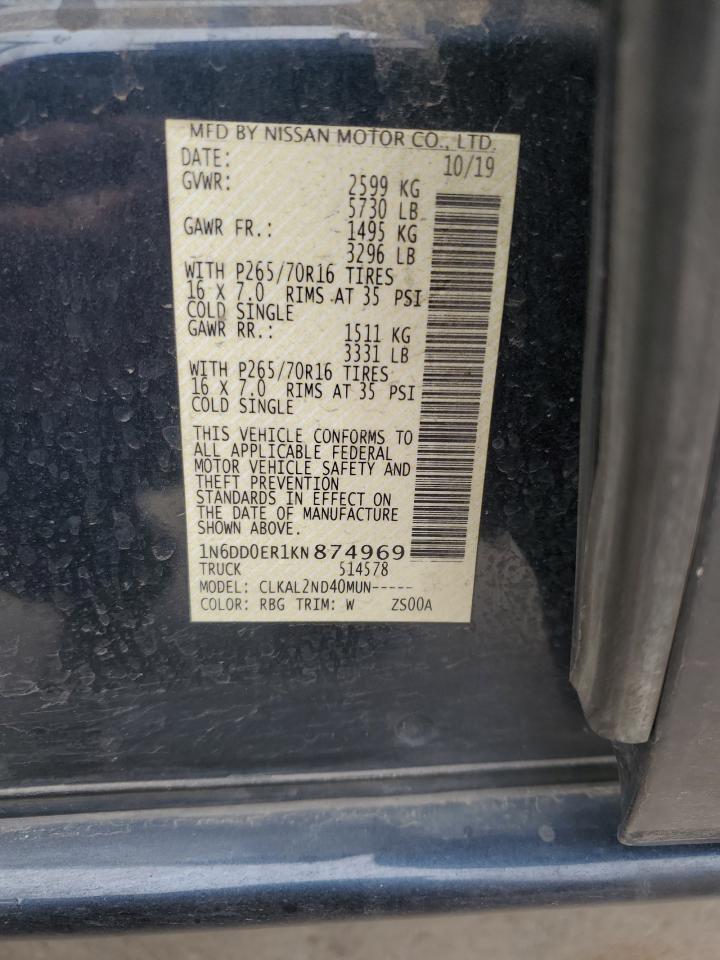 MFD BY NISSAN MOTOR CO., LTD.
DATE: 10/19
GVWR: 2599 KG
5730 LB
GAWR FR.: 1495 KG
3296 LB
WITH P265/70R16 TIRES
16 X 7.0 RIMS AT 35 PSI
COLD SINGLE
GAWR RR.: 1511 KG
3331 LB
WITH P265/70R16 TIRES
16 X 7.0 RIMS AT 35 PSI
COLD SINGLE
THIS VEHICLE CONFORMS TO
ALL APPLICABLE FEDERAL
MOTOR VEHICLE SAFETY AND
THEFT PREVENTION
STANDARDS IN EFFECT ON
THE DATE OF MANUFACTURE
SHOWN ABOVE.
1N6DD0ER1KN874969
TRUCK 514578
MODEL: CLKAL2ND40MUN-----
COLOR: RBG TRIM: W ZS00A